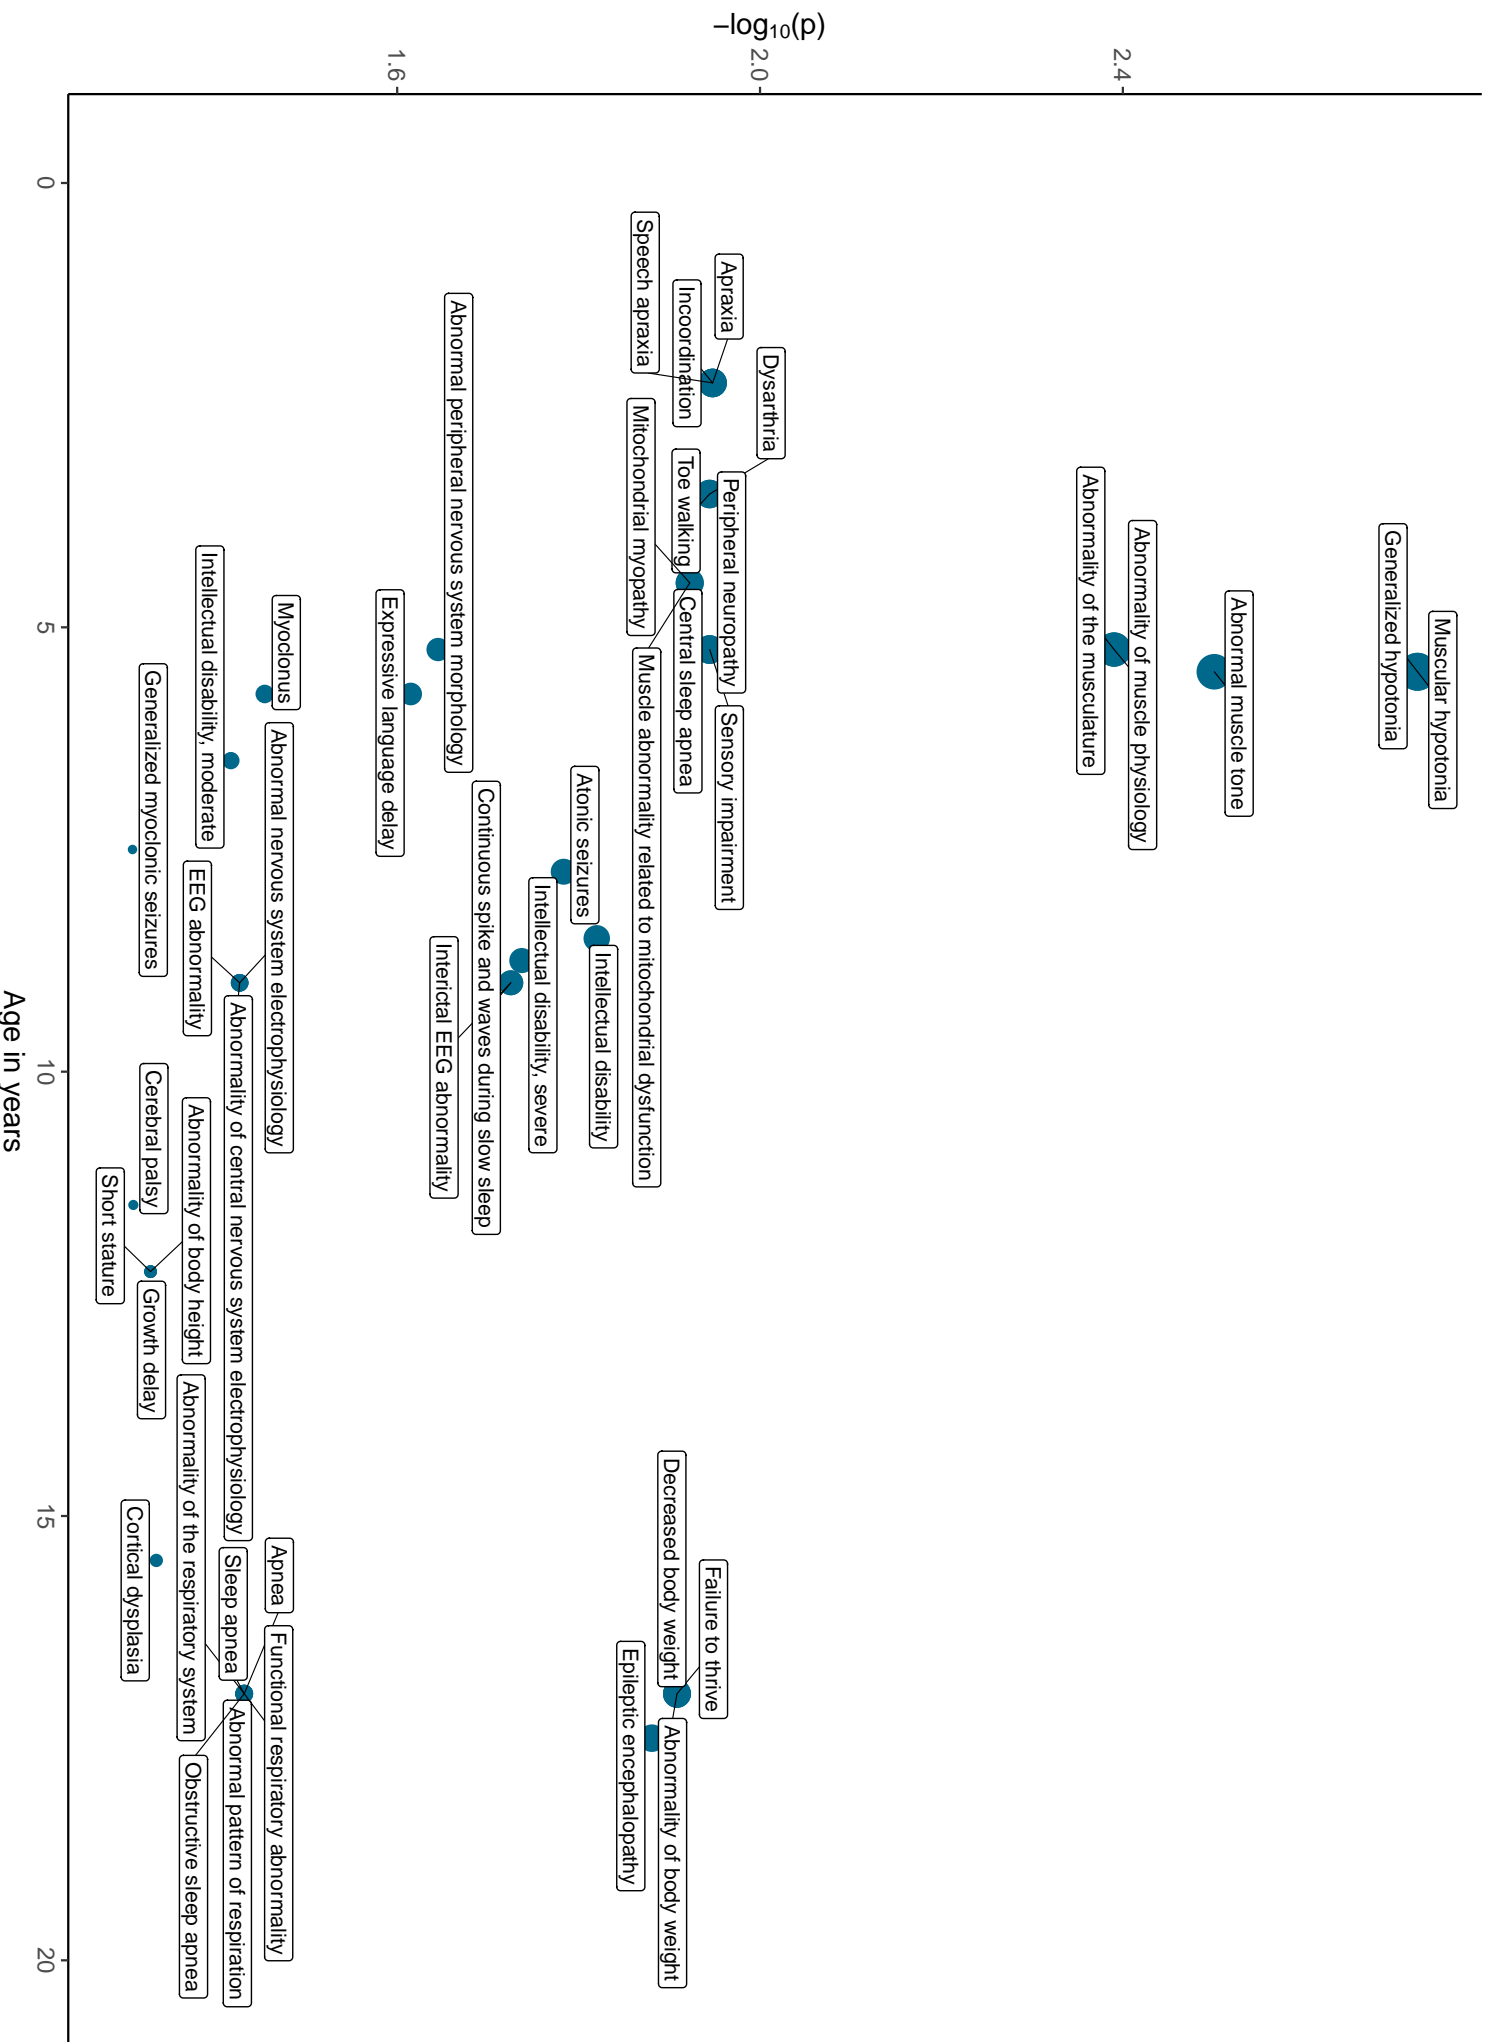 −log10(p)
1.6
2.0
2.4
0
5
10
15
20
Age in years
Muscular hypotonia
Generalized hypotonia
Abnormal muscle tone
Abnormality of muscle physiology
Abnormality of the musculature
Dysarthria
Apraxia
Incoordination
Speech apraxia
Peripheral neuropathy
Toe walking
Mitochondrial myopathy
Sensory impairment
Central sleep apnea
Muscle abnormality related to mitochondrial dysfunction
Failure to thrive
Decreased body weight
Abnormality of body weight
Epileptic encephalopathy
Intellectual disability
Atonic seizures
Intellectual disability, severe
Continuous spike and waves during slow sleep
Interictal EEG abnormality
Abnormal peripheral nervous system morphology
Expressive language delay
Myoclonus
Intellectual disability, moderate
Abnormal nervous system electrophysiology
EEG abnormality
Abnormality of central nervous system electrophysiology
Generalized myoclonic seizures
Cerebral palsy
Abnormality of body height
Short stature
Growth delay
Cortical dysplasia
Apnea
Functional respiratory abnormality
Sleep apnea
Abnormal pattern of respiration
Abnormality of the respiratory system
Obstructive sleep apnea